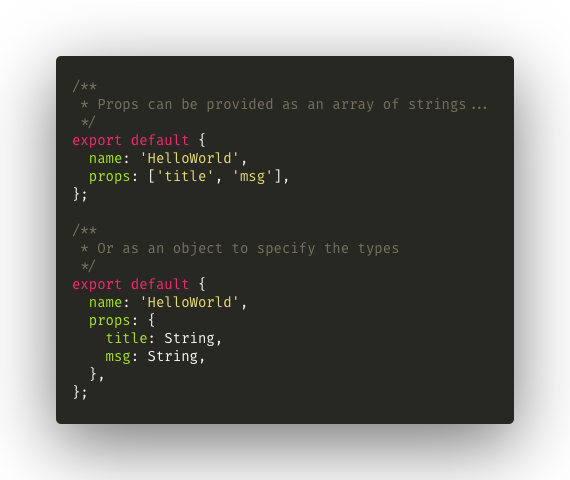 /**
 * Props can be provided as an array of strings...
 */
export default {
  name: 'HelloWorld',
  props: ['title', 'msg'],
};

/**
 * Or as an object to specify the types
 */
export default {
  name: 'HelloWorld',
  props: {
    title: String,
    msg: String,
  },
};